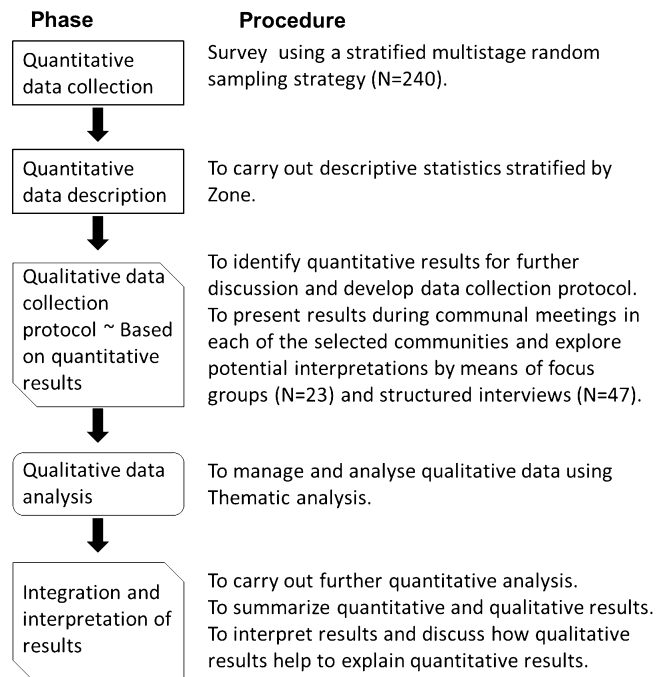 Phase
Procedure
Quantitative
data collection
Survey using a stratified multistage random
sampling strategy (N=240).
Quantitative
data description
To carry out descriptive statistics stratified by
Zone.
Qualitative data
collection
protocol ~ Based
on quantitative
results
To identify quantitative results for further
discussion and develop data collection protocol.
To present results during communal meetings in
each of the selected communities and explore
potential interpretations by means of focus
groups (N=23) and structured interviews (N=47).
Qualitative data
analysis
To manage and analyse qualitative data using
Thematic analysis.
Integration and
interpretation of
results
To carry out further quantitative analysis.
To summarize quantitative and qualitative results.
To interpret results and discuss how qualitative
results help to explain quantitative results.